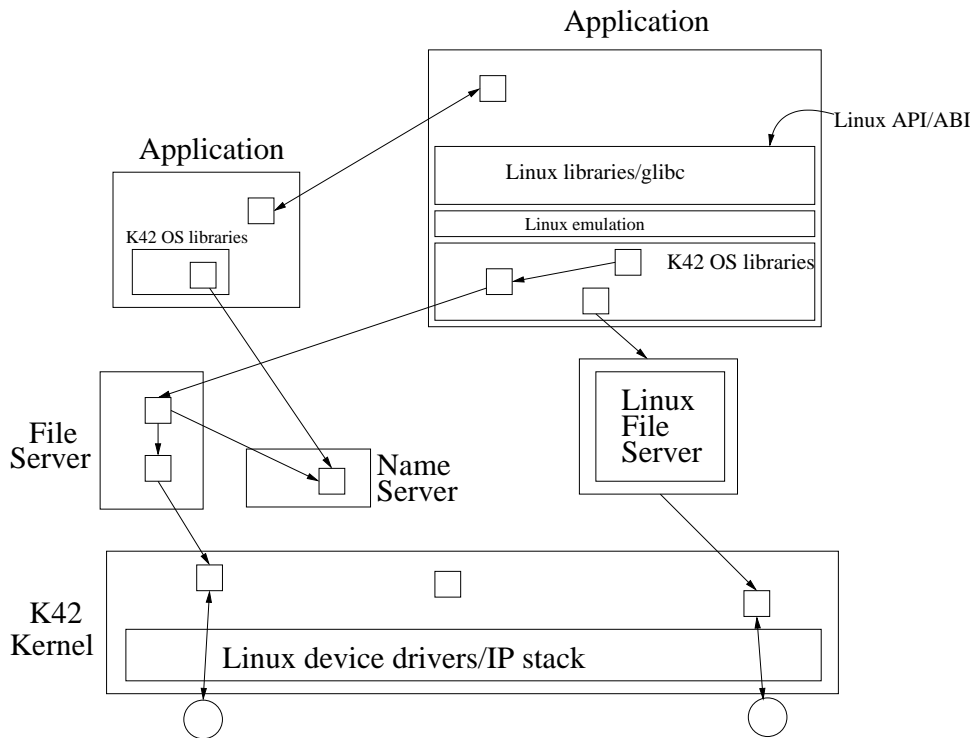 Application
Linux API/ABI
Application
Linux libraries/glibc
Linux emulation
K42 OS libraries
K42 OS libraries
Linux
File
Server
File
Server
Name
Server
K42
Kernel
Linux device drivers/IP stack